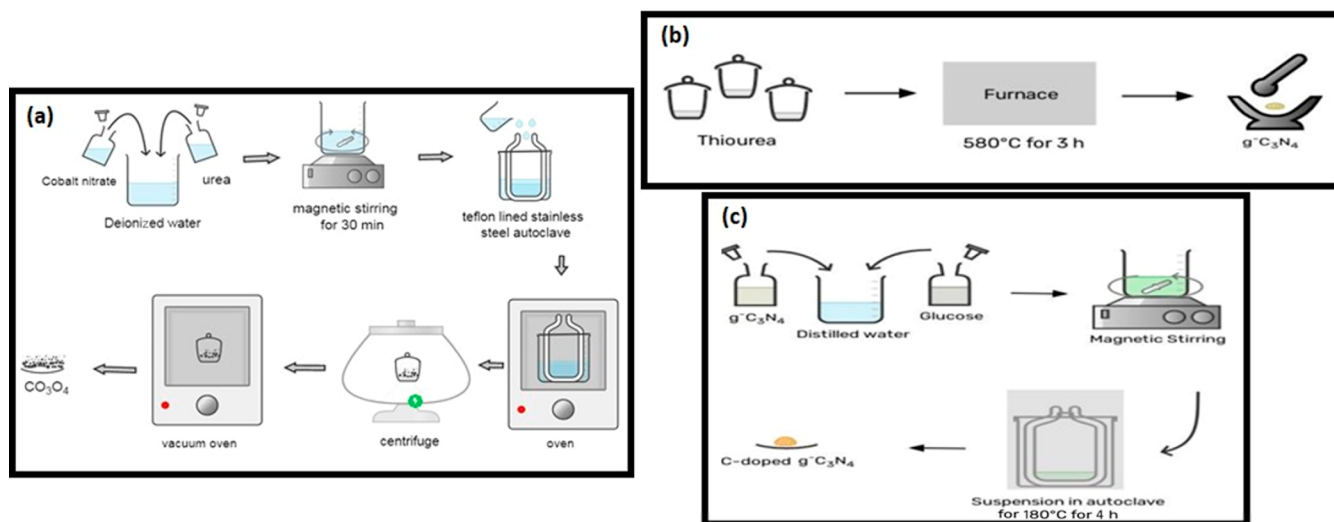 (a)
Cobalt nitrate
urea
Deionized water
magnetic stirring
for 30 min
teflon lined stainless
steel autoclave
CO₃O₄
vacuum oven
centrifuge
oven
(b)
Thiourea
Furnace
580°C for 3 h
g⁻C₃N₄
(c)
g⁻C₃N₄
Distilled water
Glucose
Magnetic Stirring
C-doped g⁻C₃N₄
Suspension in autoclave
for 180°C for 4 h